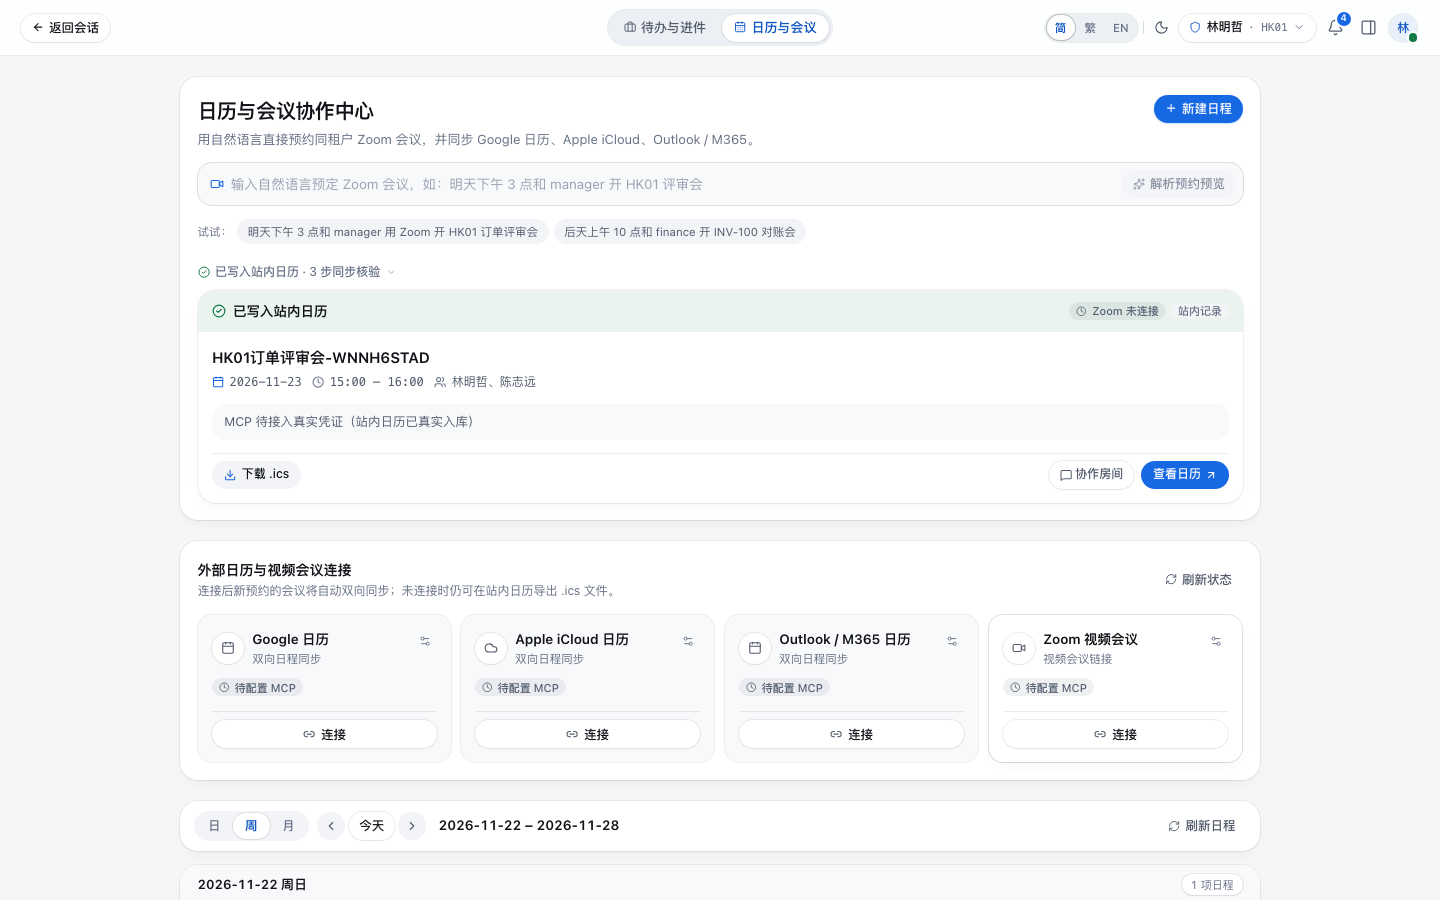 返回会话
待办与进件
日历与会议
简 繁 EN
林明哲 · HK01
4
林
日历与会议协作中心
新建日程
用自然语言直接预约同租户 Zoom 会议，并同步 Google 日历、Apple iCloud、Outlook / M365。
输入自然语言预定 Zoom 会议，如：明天下午 3 点和 manager 开 HK01 评审会
解析预约预览
试试：
明天下午 3 点和 manager 用 Zoom 开 HK01 订单评审会
后天上午 10 点和 finance 开 INV-100 对账会
已写入站内日历 · 3 步同步核验
已写入站内日历
Zoom 未连接
站内记录
HK01订单评审会-WNNH6STAD
2026-11-23 15:00 – 16:00 林明哲、陈志远
MCP 待接入真实凭证（站内日历已真实入库）
下载 .ics
协作房间
查看日历
外部日历与视频会议连接
连接后新预约的会议将自动双向同步；未连接时仍可在站内日历导出 .ics 文件。
刷新状态
Google 日历
双向日程同步
待配置 MCP
连接
Apple iCloud 日历
双向日程同步
待配置 MCP
连接
Outlook / M365 日历
双向日程同步
待配置 MCP
连接
Zoom 视频会议
视频会议链接
待配置 MCP
连接
日 周 月
今天
2026-11-22 – 2026-11-28
刷新日程
2026-11-22 周日
1 项日程